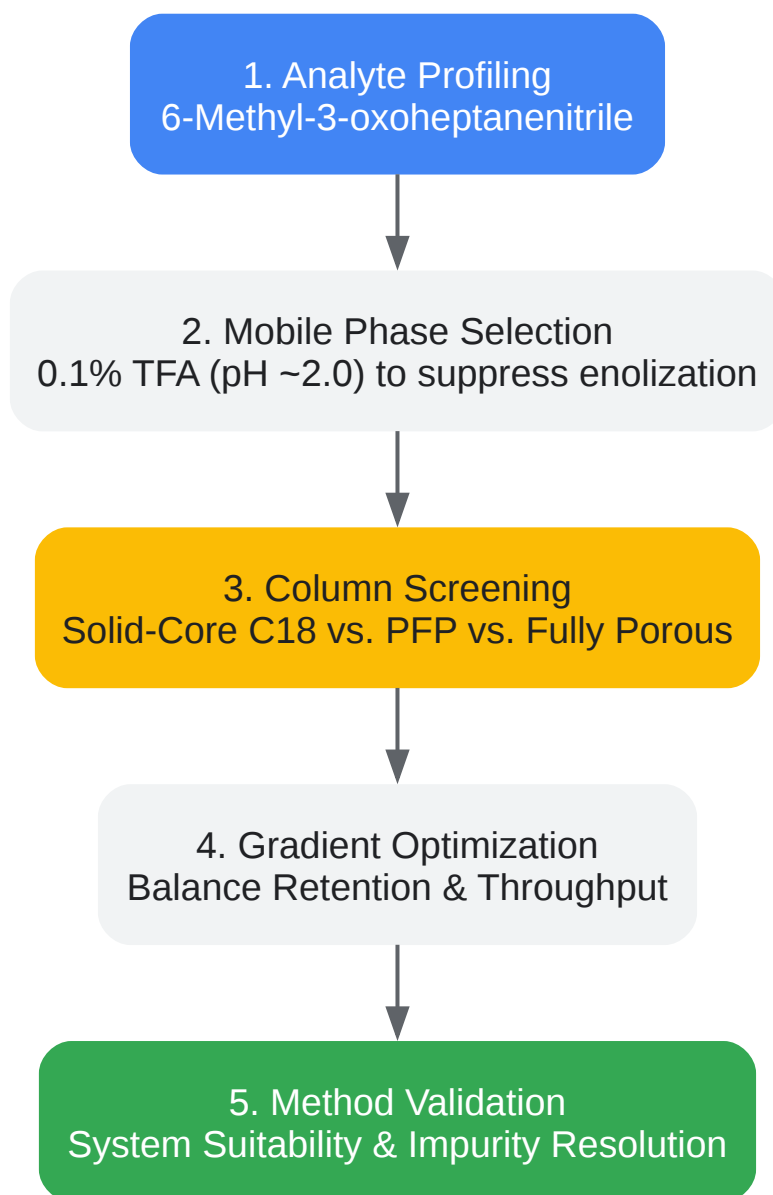 1. Analyte Profiling
6-Methyl-3-oxoheptanenitrile
2. Mobile Phase Selection
0.1% TFA (pH ~2.0) to suppress enolization
3. Column Screening
Solid-Core C18 vs. PFP vs. Fully Porous
4. Gradient Optimization
Balance Retention & Throughput
5. Method Validation
System Suitability & Impurity Resolution